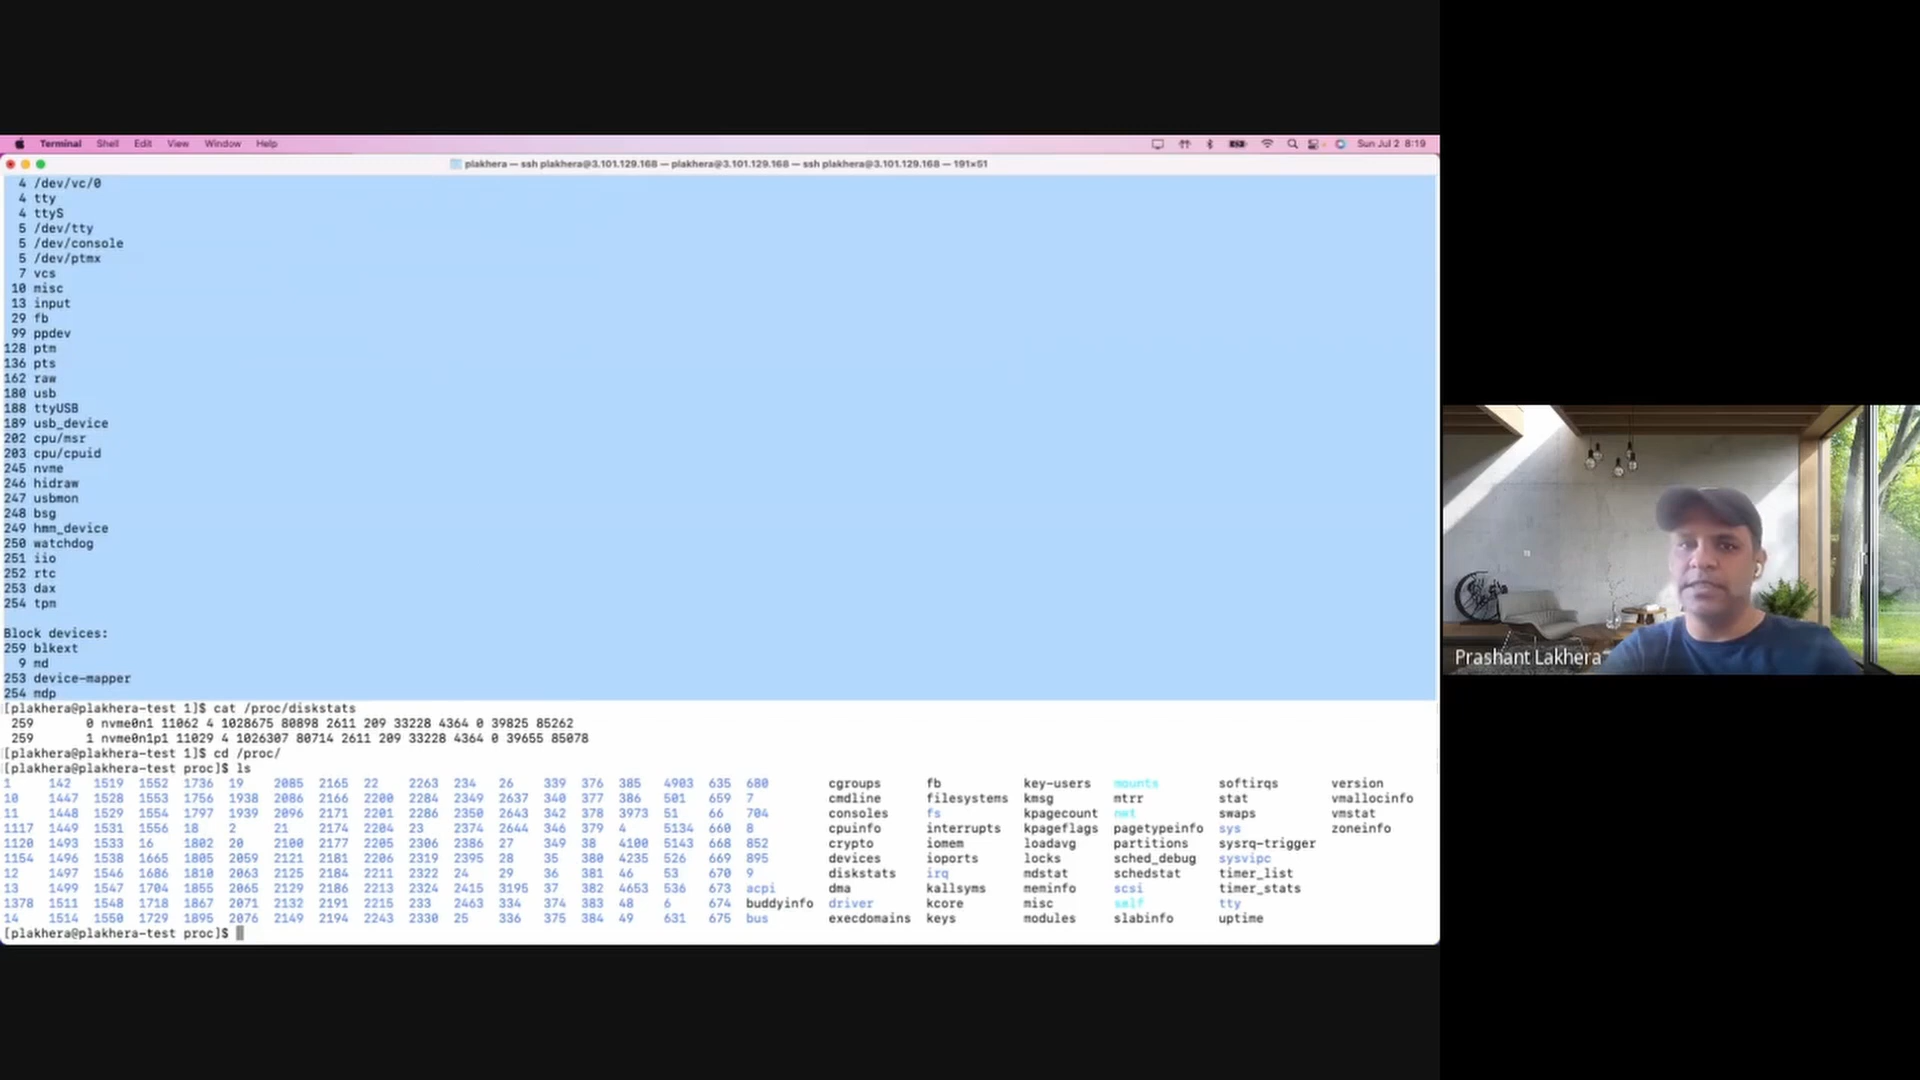 Terminal Shell Edit View Window Help Sun Jul 2 8:19
plakhera — ssh plakhera@3.101.129.168 — plakhera@3.101.129.168 — ssh plakhera@3.101.129.168 — 191×51
4 /dev/vc/0
4 tty
4 ttyS
5 /dev/tty
5 /dev/console
5 /dev/ptmx
7 vcs
10 misc
13 input
29 fb
99 ppdev
128 ptm
136 pts
162 raw
180 usb
188 ttyUSB
189 usb_device
202 cpu/msr
203 cpu/cpuid
245 nvme
246 hidraw
247 usbmon
248 bsg
249 hmm_device
250 watchdog
251 iio
252 rtc
253 dax
254 tpm
Block devices:
259 blkext
9 md
253 device-mapper
254 mdp
[plakhera@plakhera-test 1]$ cat /proc/diskstats
259 0 nvme0n1 11062 4 1028675 80898 2611 209 33228 4364 0 39825 85262
259 1 nvme0n1p1 11029 4 1026307 80714 2611 209 33228 4364 0 39655 85078
[plakhera@plakhera-test 1]$ cd /proc/
[plakhera@plakhera-test proc]$ ls
1 142 1519 1552 1736 19 2085 2165 22 2263 234 26 339 376 385 4903 635 680 cgroups fb key-users mounts softirqs version
10 1447 1528 1553 1756 1938 2086 2166 2200 2284 2349 2637 340 377 386 501 659 7 cmdline filesystems kmsg mtrr stat vmallocinfo
11 1448 1529 1554 1797 1939 2096 2171 2201 2286 2350 2643 342 378 3973 51 66 704 consoles fs kpagecount net swaps vmstat
1117 1449 1531 1556 18 2 21 2174 2204 23 2374 2644 346 379 4 5134 660 8 cpuinfo interrupts kpageflags pagetypeinfo sys zoneinfo
1120 1493 1533 16 1802 20 2100 2177 2205 2306 2386 27 349 38 4100 5143 668 852 crypto iomem loadavg partitions sysrq-trigger
1154 1496 1538 1665 1805 2059 2121 2181 2206 2319 2395 28 35 380 4235 526 669 895 devices ioports locks sched_debug sysvipc
12 1497 1546 1686 1810 2063 2125 2184 2211 2322 24 29 36 381 46 53 670 9 diskstats irq mdstat schedstat timer_list
13 1499 1547 1704 1855 2065 2129 2186 2213 2324 2415 3195 37 382 4653 536 673 acpi dma kallsyms meminfo scsi timer_stats
1378 1511 1548 1718 1867 2071 2132 2191 2215 233 2463 334 374 383 48 6 674 buddyinfo driver kcore misc self tty
14 1514 1550 1729 1895 2076 2149 2194 2243 2330 25 336 375 384 49 631 675 bus execdomains keys modules slabinfo uptime
[plakhera@plakhera-test proc]$
Prashant Lakhera